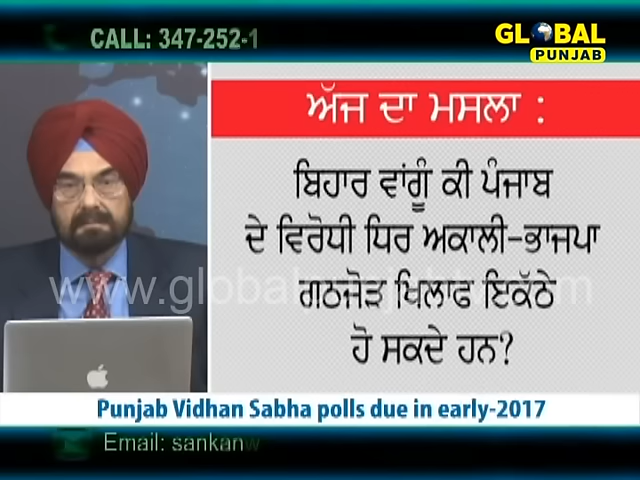 CALL: 347-252-1
GLOBAL
PUNJAB
ਅੱਜ ਦਾ ਮਸਲਾ :
ਬਿਹਾਰ ਵਾਂਗੂੰ ਕੀ ਪੰਜਾਬ
ਦੇ ਵਿਰੋਧੀ ਧਿਰ ਅਕਾਲੀ-ਭਾਜਪਾ
ਗਠਜੋੜ ਖਿਲਾਫ ਇਕੱਠੇ
ਹੋ ਸਕਦੇ ਹਨ?
Punjab Vidhan Sabha polls due in early-2017
Email: sankan